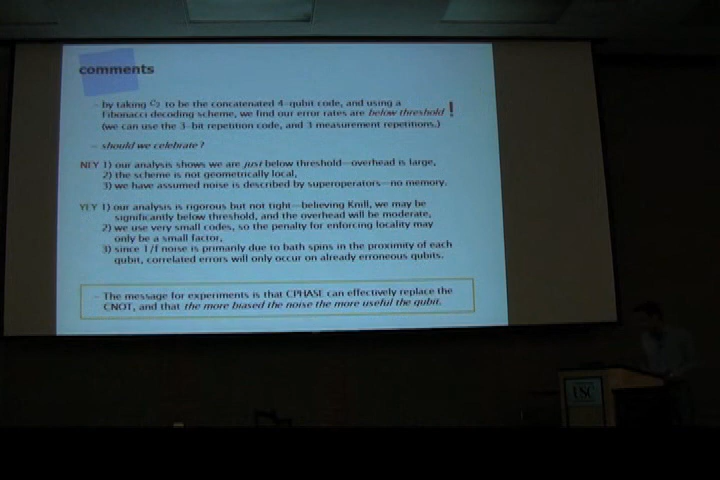 comments
– by taking C₂ to be the concatenated 4-qubit code, and using a
Fibonacci decoding scheme, we find our error rates are below threshold !
(we can use the 3-bit repetition code, and 3 measurement repetitions.)
– should we celebrate ?
NEY 1) our analysis shows we are just below threshold—overhead is large,
2) the scheme is not geometrically local,
3) we have assumed noise is described by superoperators—no memory.
YEY 1) our analysis is rigorous but not tight—believing Knill, we may be
significantly below threshold, and the overhead will be moderate,
2) we use very small codes, so the penalty for enforcing locality may
only be a small factor,
3) since 1/f noise is primarily due to bath spins in the proximity of each
qubit, correlated errors will only occur on already erroneous qubits.
– The message for experiments is that CPHASE can effectively replace the
CNOT, and that the more biased the noise the more useful the qubit.
USC